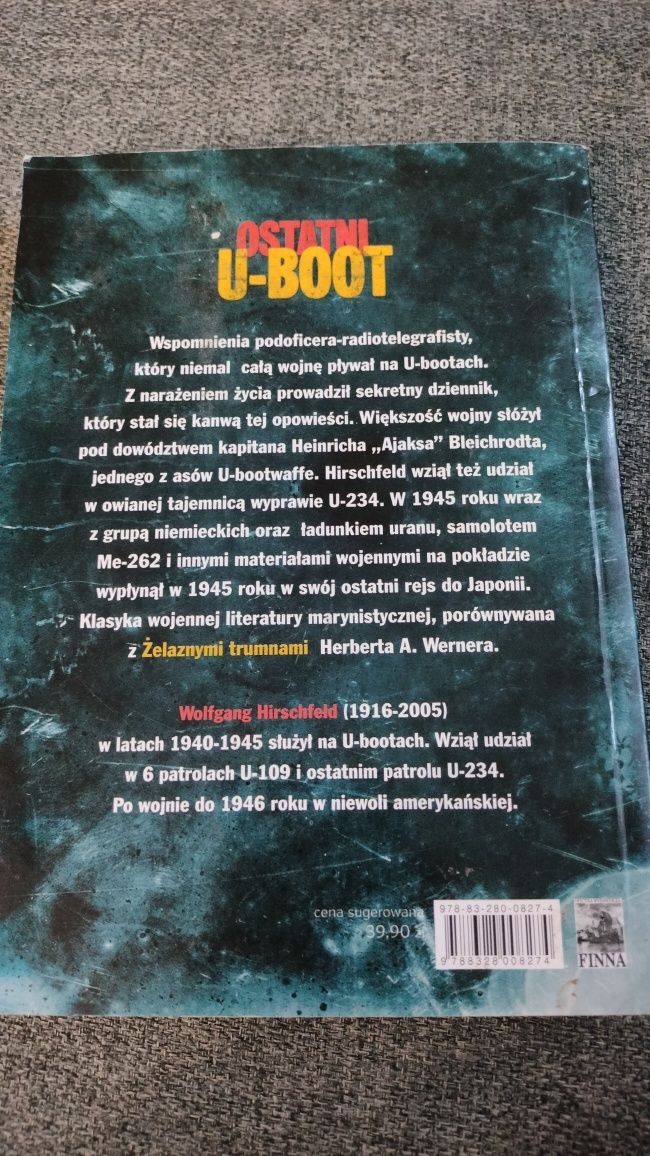 OSTATNI
U-BOOT
Wspomnienia podoficera-radiotelegrafisty,
który niemal całą wojnę pływał na U-bootach.
Z narażeniem życia prowadził sekretny dziennik,
który stał się kanwą tej opowieści. Większość wojny słóżył
pod dowództwem kapitana Heinricha „Ajaksa” Bleichrodta,
jednego z asów U-bootwaffe. Hirschfeld wziął też udział
w owianej tajemnicą wyprawie U-234. W 1945 roku wraz
z grupą niemieckich oraz ładunkiem uranu, samolotem
Me-262 i innymi materiałami wojennymi na pokładzie
wypłynął w 1945 roku w swój ostatni rejs do Japonii.
Klasyka wojennej literatury marynistycznej, porównywana
z Żelaznymi trumnami Herberta A. Wernera.
Wolfgang Hirschfeld (1916-2005)
w latach 1940-1945 służył na U-bootach. Wziął udział
w 6 patrolach U-109 i ostatnim patrolu U-234.
Po wojnie do 1946 roku w niewoli amerykańskiej.
cena sugerowana
39,90 zł
978-83-280-0827-4
9 788328 008274
FINNA